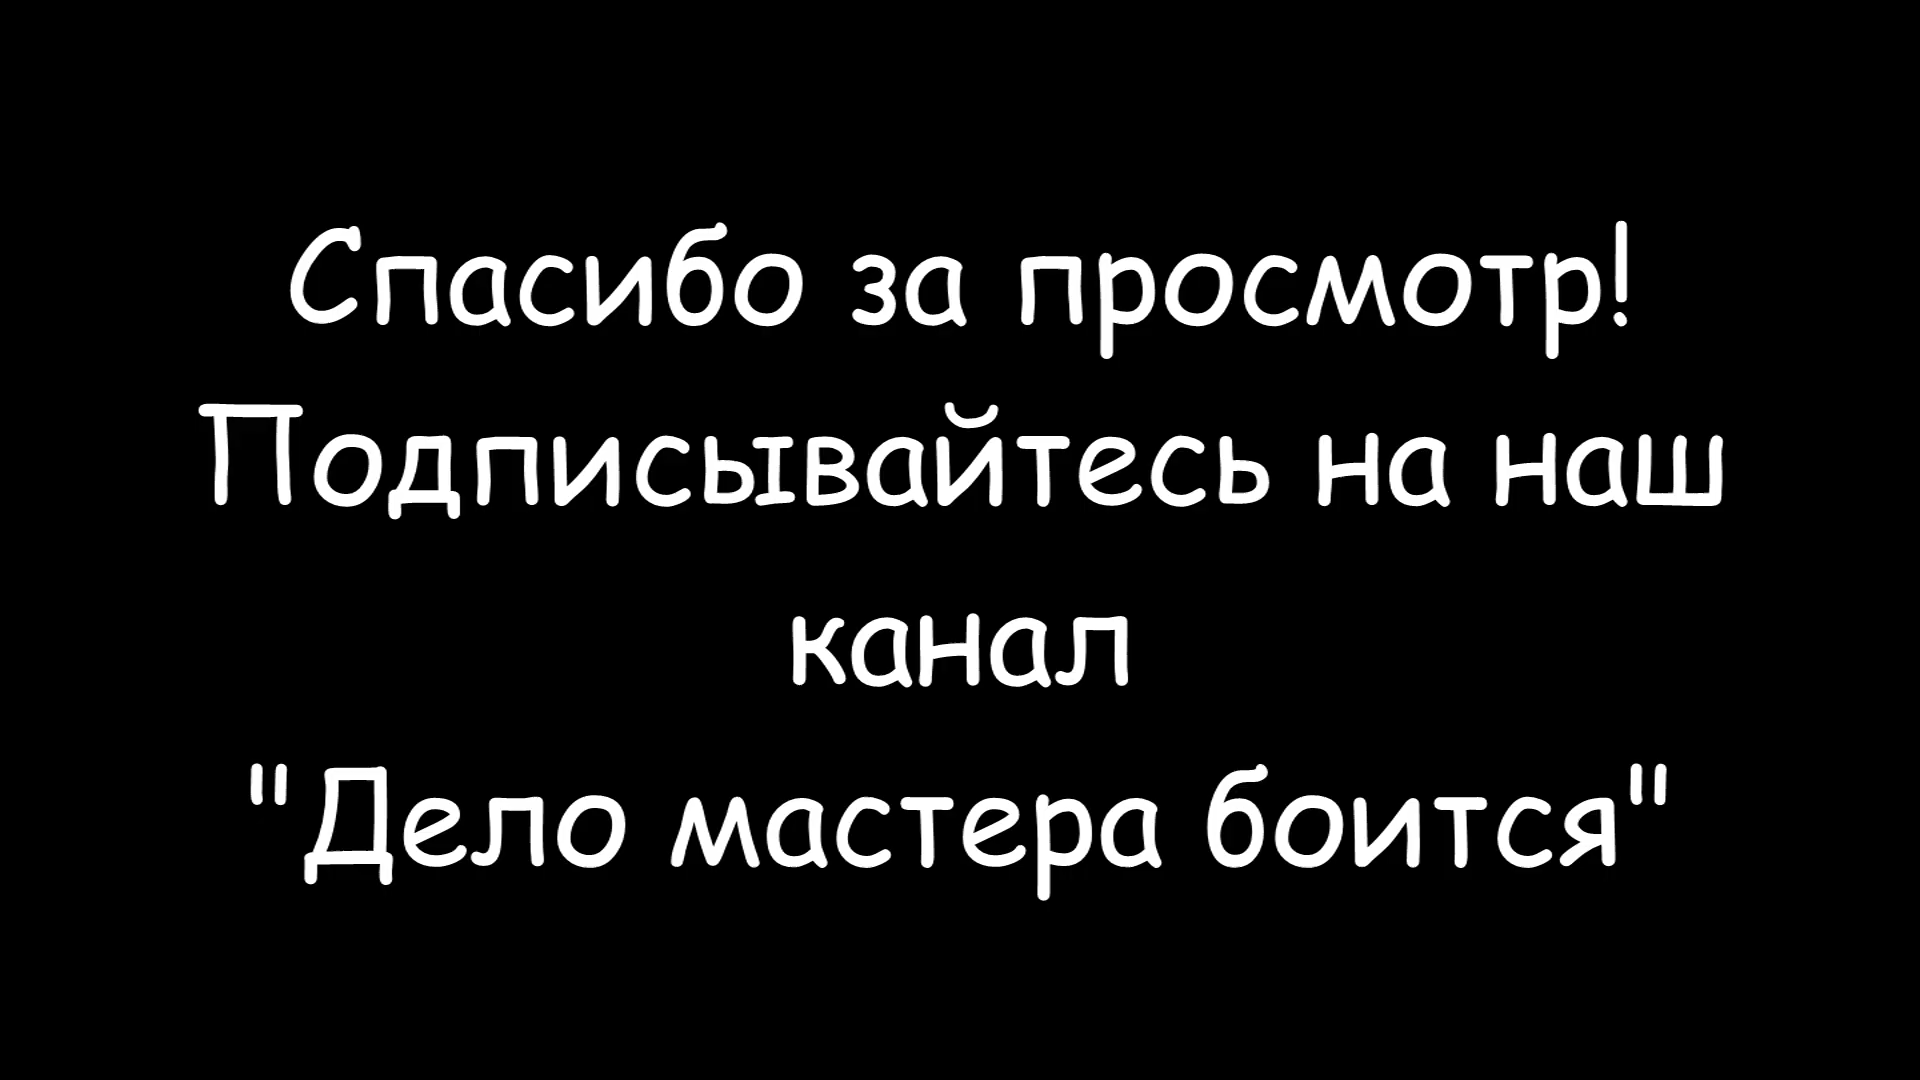 Спасибо за просмотр!
Подписывайтесь на наш
канал
"Дело мастера боится"